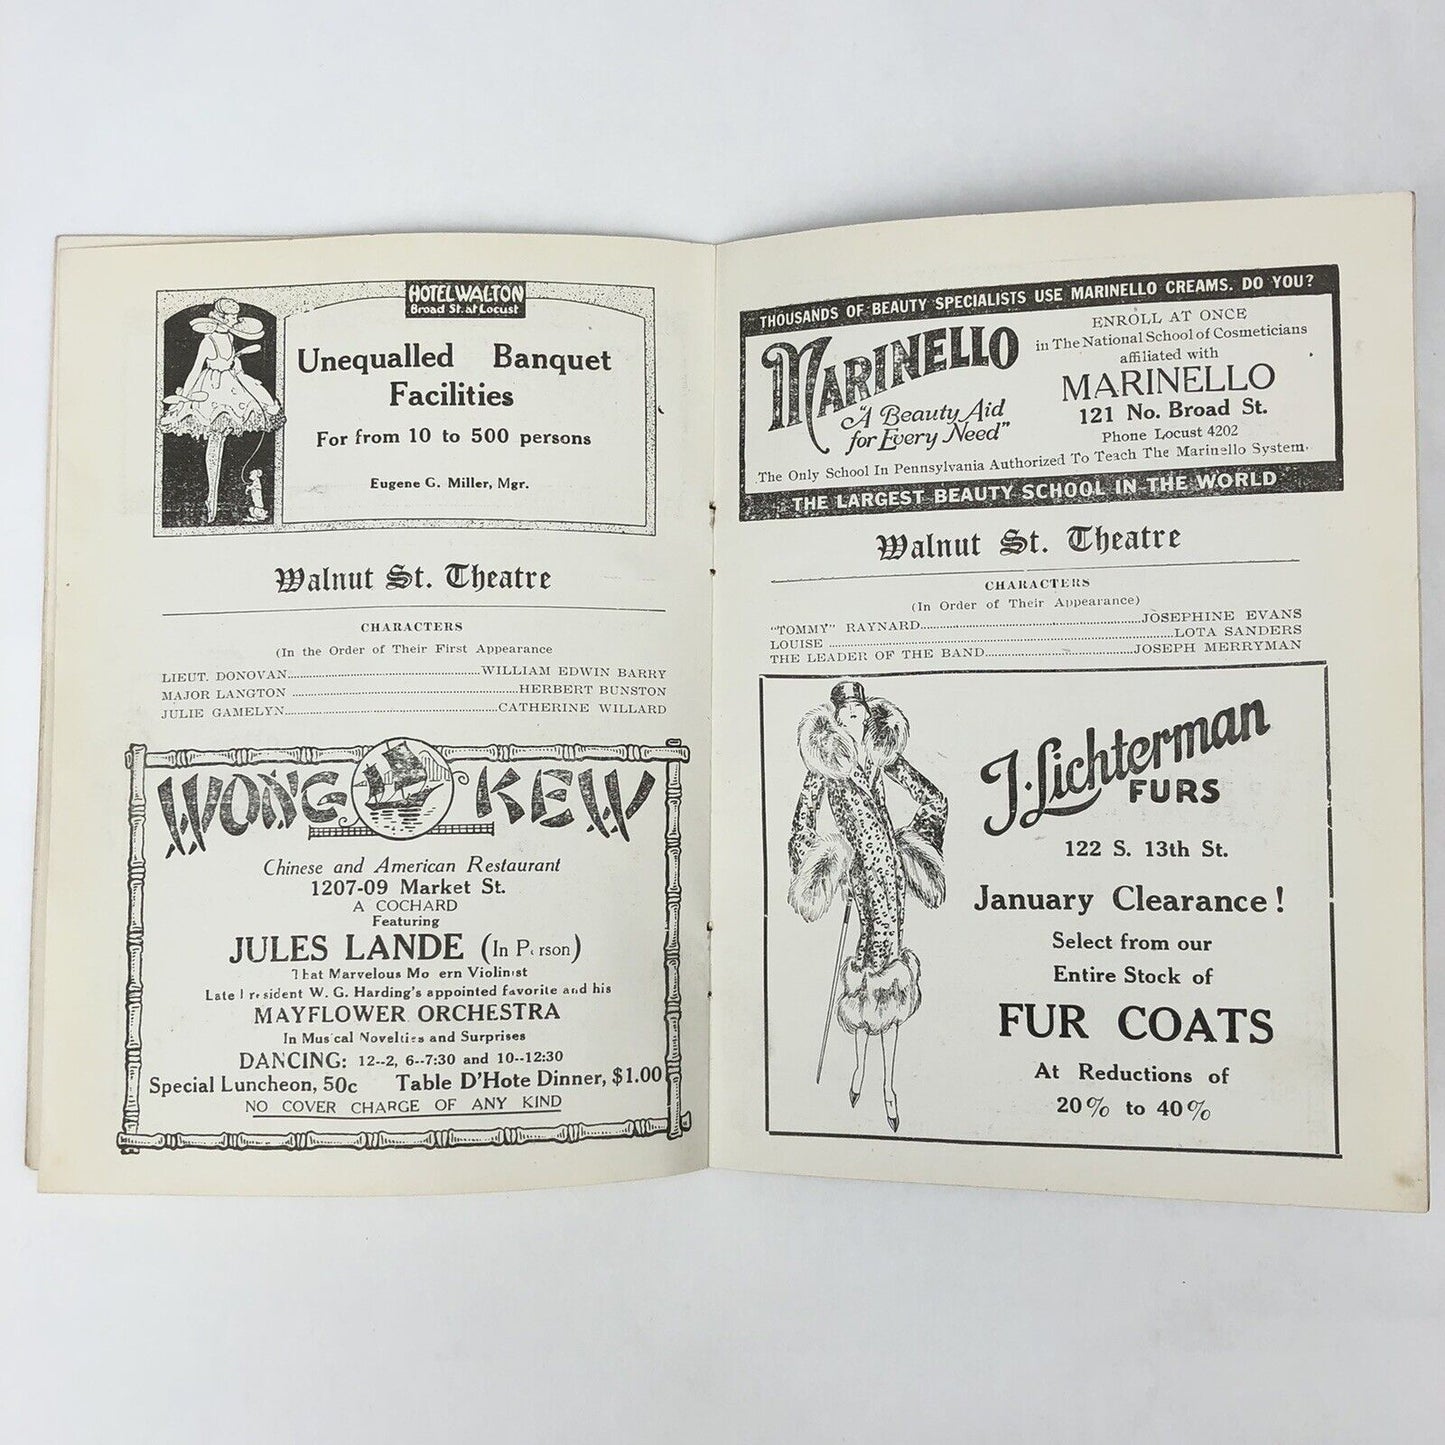 HOTEL WALTON
Broad St. at Locust
Unequalled Banquet
Facilities
For from 10 to 500 persons
Eugene G. Miller, Mgr.
Walnut St. Theatre
CHARACTERS
(In the Order of Their First Appearance
LIEUT. DONOVAN WILLIAM EDWIN BARRY
MAJOR LANGTON HERBERT BUNSTON
JULIE GAMELYN CATHERINE WILLARD
WONG KEW
Chinese and American Restaurant
1207-09 Market St.
A COCHARD
Featuring
JULES LANDE (In P rson)
That Marvelous Mo ern Violinist
Late President W. G. Harding's appointed favorite and his
MAYFLOWER ORCHESTRA
In Musical Novelties and Surprises
DANCING: 12--2, 6--7:30 and 10--12:30
Special Luncheon, 50c Table D'Hote Dinner, $1.00
NO COVER CHARGE OF ANY KIND
THOUSANDS OF BEAUTY SPECIALISTS USE MARINELLO CREAMS. DO YOU?
MARINELLO
"A Beauty Aid
for Every Need"
ENROLL AT ONCE
in The National School of Cosmeticians
affiliated with
MARINELLO
121 No. Broad St.
Phone Locust 4202
The Only School In Pennsylvania Authorized To Teach The Marinello System.
THE LARGEST BEAUTY SCHOOL IN THE WORLD
Walnut St. Theatre
CHARACTERS
(In Order of Their Appearance)
"TOMMY" RAYNARD JOSEPHINE EVANS
LOUISE LOTA SANDERS
THE LEADER OF THE BAND JOSEPH MERRYMAN
J. Lichterman
FURS
122 S. 13th St.
January Clearance!
Select from our
Entire Stock of
FUR COATS
At Reductions of
20% to 40%